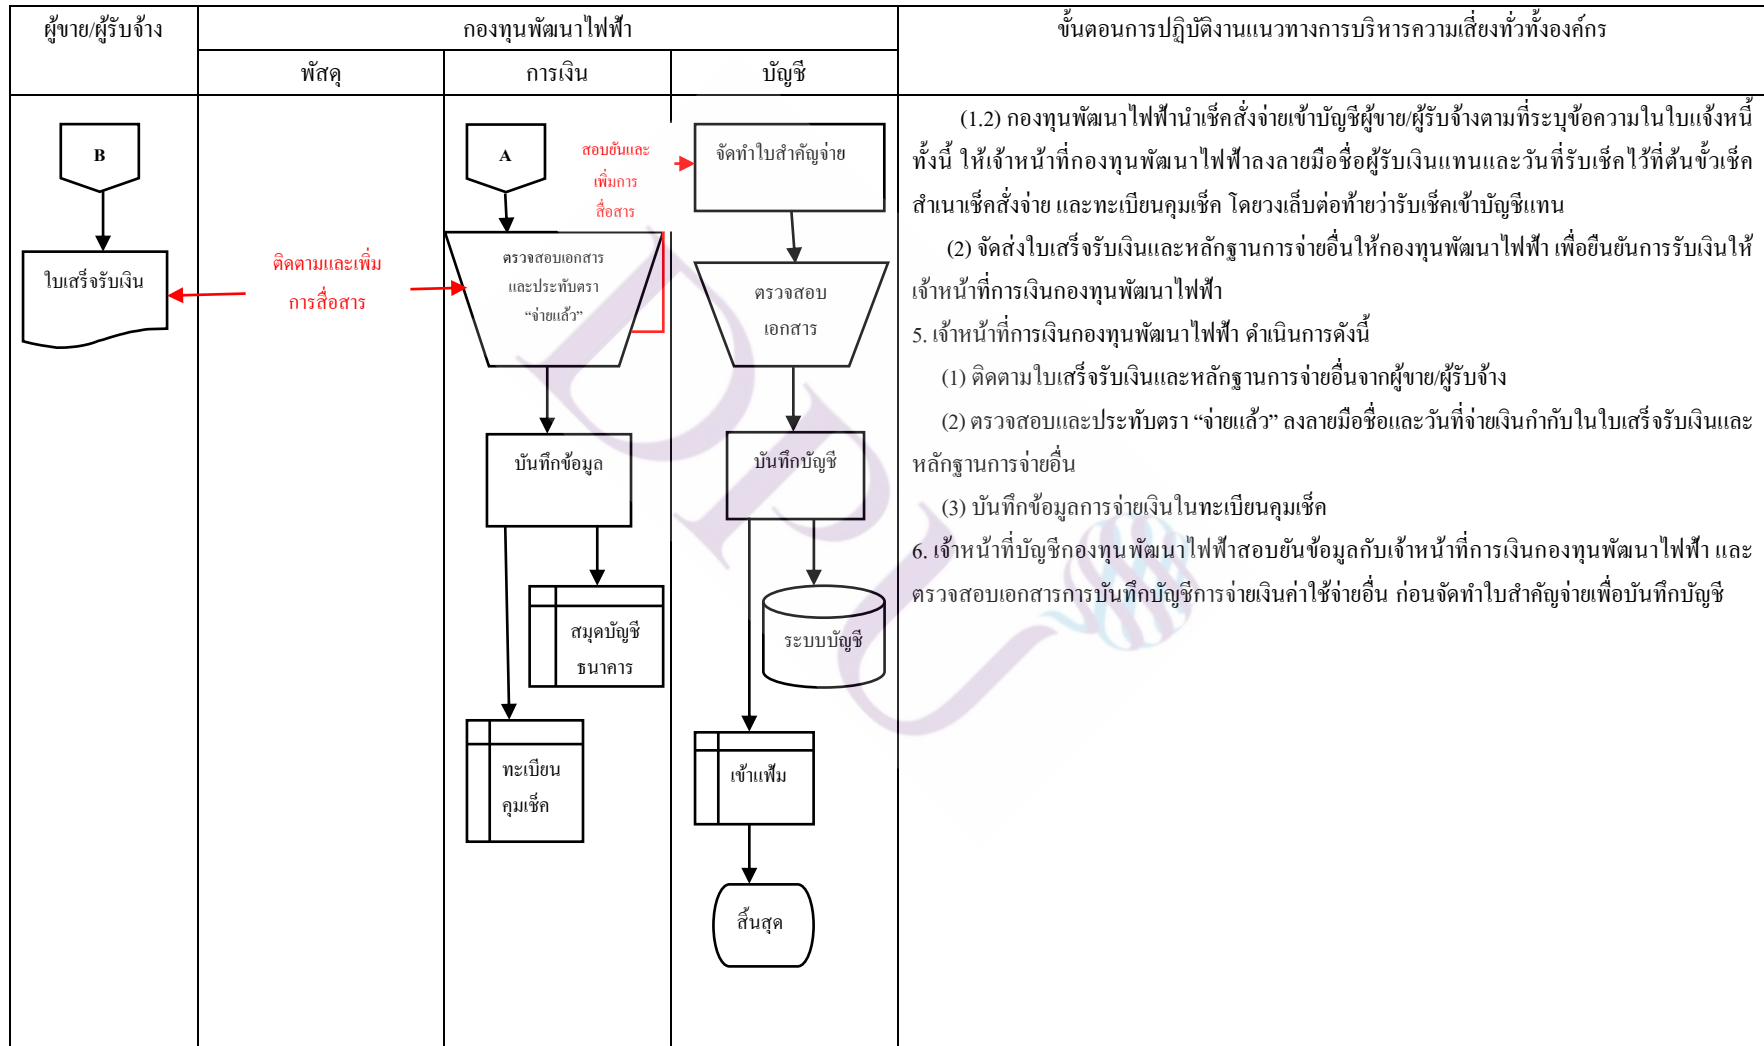 ผู้ขาย/ผู้รับจ้าง
กองทุนพัฒนาไฟฟ้า
ขั้นตอนการปฏิบัติงานแนวทางการบริหารความเสี่ยงทั่วทั้งองค์กร
พัสดุ
การเงิน
บัญชี
B
ใบเสร็จรับเงิน
ติดตามและเพิ่ม
การสื่อสาร
A
สอบยันและ
เพิ่มการ
สื่อสาร
ตรวจสอบเอกสาร
และประทับตรา
“จ่ายแล้ว”
บันทึกข้อมูล
สมุดบัญชี
ธนาคาร
ทะเบียน
คุมเช็ค
จัดทำใบสำคัญจ่าย
ตรวจสอบ
เอกสาร
บันทึกบัญชี
ระบบบัญชี
เข้าแฟ้ม
สิ้นสุด
(1.2) กองทุนพัฒนาไฟฟ้านำเช็คสั่งจ่ายเข้าบัญชีผู้ขาย/ผู้รับจ้างตามที่ระบุข้อความในใบแจ้งหนี้
ทั้งนี้ ให้เจ้าหน้าที่กองทุนพัฒนาไฟฟ้าลงลายมือชื่อผู้รับเงินแทนและวันที่รับเช็คไว้ที่ต้นขั้วเช็ค
สำเนาเช็คสั่งจ่าย และทะเบียนคุมเช็ค โดยวงเล็บต่อท้ายว่ารับเช็คเข้าบัญชีแทน
(2) จัดส่งใบเสร็จรับเงินและหลักฐานการจ่ายอื่นให้กองทุนพัฒนาไฟฟ้า เพื่อยืนยันการรับเงินให้
เจ้าหน้าที่การเงินกองทุนพัฒนาไฟฟ้า
5. เจ้าหน้าที่การเงินกองทุนพัฒนาไฟฟ้า ดำเนินการดังนี้
(1) ติดตามใบเสร็จรับเงินและหลักฐานการจ่ายอื่นจากผู้ขาย/ผู้รับจ้าง
(2) ตรวจสอบและประทับตรา “จ่ายแล้ว” ลงลายมือชื่อและวันที่จ่ายเงินกำกับในใบเสร็จรับเงินและ
หลักฐานการจ่ายอื่น
(3) บันทึกข้อมูลการจ่ายเงินในทะเบียนคุมเช็ค
6. เจ้าหน้าที่บัญชีกองทุนพัฒนาไฟฟ้าสอบยันข้อมูลกับเจ้าหน้าที่การเงินกองทุนพัฒนาไฟฟ้า และ
ตรวจสอบเอกสารการบันทึกบัญชีการจ่ายเงินค่าใช้จ่ายอื่น ก่อนจัดทำใบสำคัญจ่ายเพื่อบันทึกบัญชี
DPU